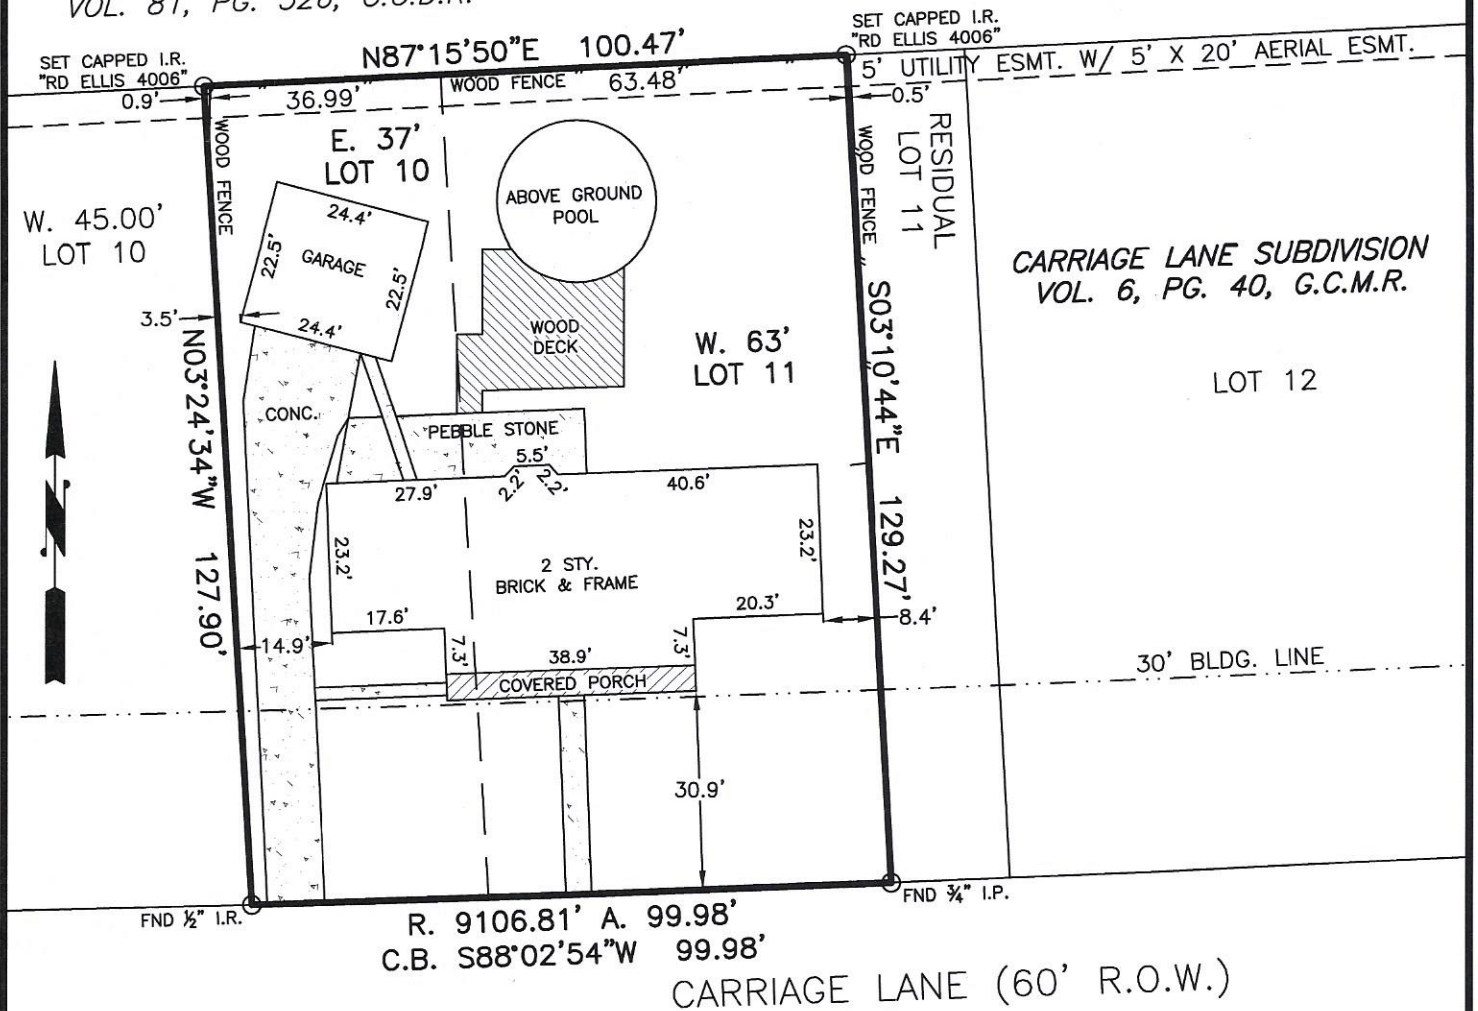 VOL. 81, PG. 526, G.C.D.R.
SET CAPPED I.R.
"RD ELLIS 4006"
N87°15'50"E 100.47'
SET CAPPED I.R.
"RD ELLIS 4006"
0.9'
36.99'
WOOD FENCE
63.48'
5' UTILITY ESMT. W/ 5' X 20' AERIAL ESMT.
0.5'
WOOD FENCE
E. 37'
LOT 10
ABOVE GROUND
POOL
WOOD FENCE
RESIDUAL
LOT 11
W. 45.00'
LOT 10
24.4'
GARAGE
22.5'
22.5'
24.4'
3.5'
CARRIAGE LANE SUBDIVISION
VOL. 6, PG. 40, G.C.M.R.
WOOD
DECK
W. 63'
LOT 11
LOT 12
N03°24'34"W 127.90'
S03°10'44"E 129.27'
N
CONC.
PEBBLE STONE
5.5'
27.9'
2.2'
2.2'
40.6'
23.2'
23.2'
2 STY.
BRICK & FRAME
17.6'
20.3'
14.9'
7.3'
38.9'
7.3'
8.4'
COVERED PORCH
30' BLDG. LINE
30.9'
FND ½" I.R.
FND ¾" I.P.
R. 9106.81' A. 99.98'
C.B. S88°02'54"W 99.98'
CARRIAGE LANE (60' R.O.W.)